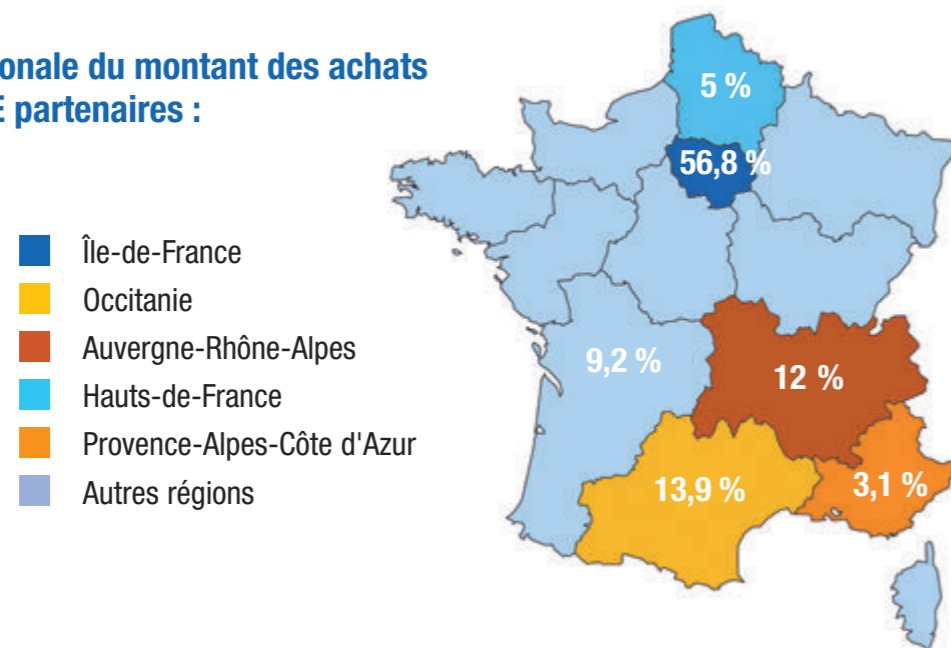 onale du montant des achats
E partenaires :
Île-de-France
Occitanie
Auvergne-Rhône-Alpes
Hauts-de-France
Provence-Alpes-Côte d'Azur
Autres régions
5 %
56,8 %
9,2 %
12 %
13,9 %
3,1 %